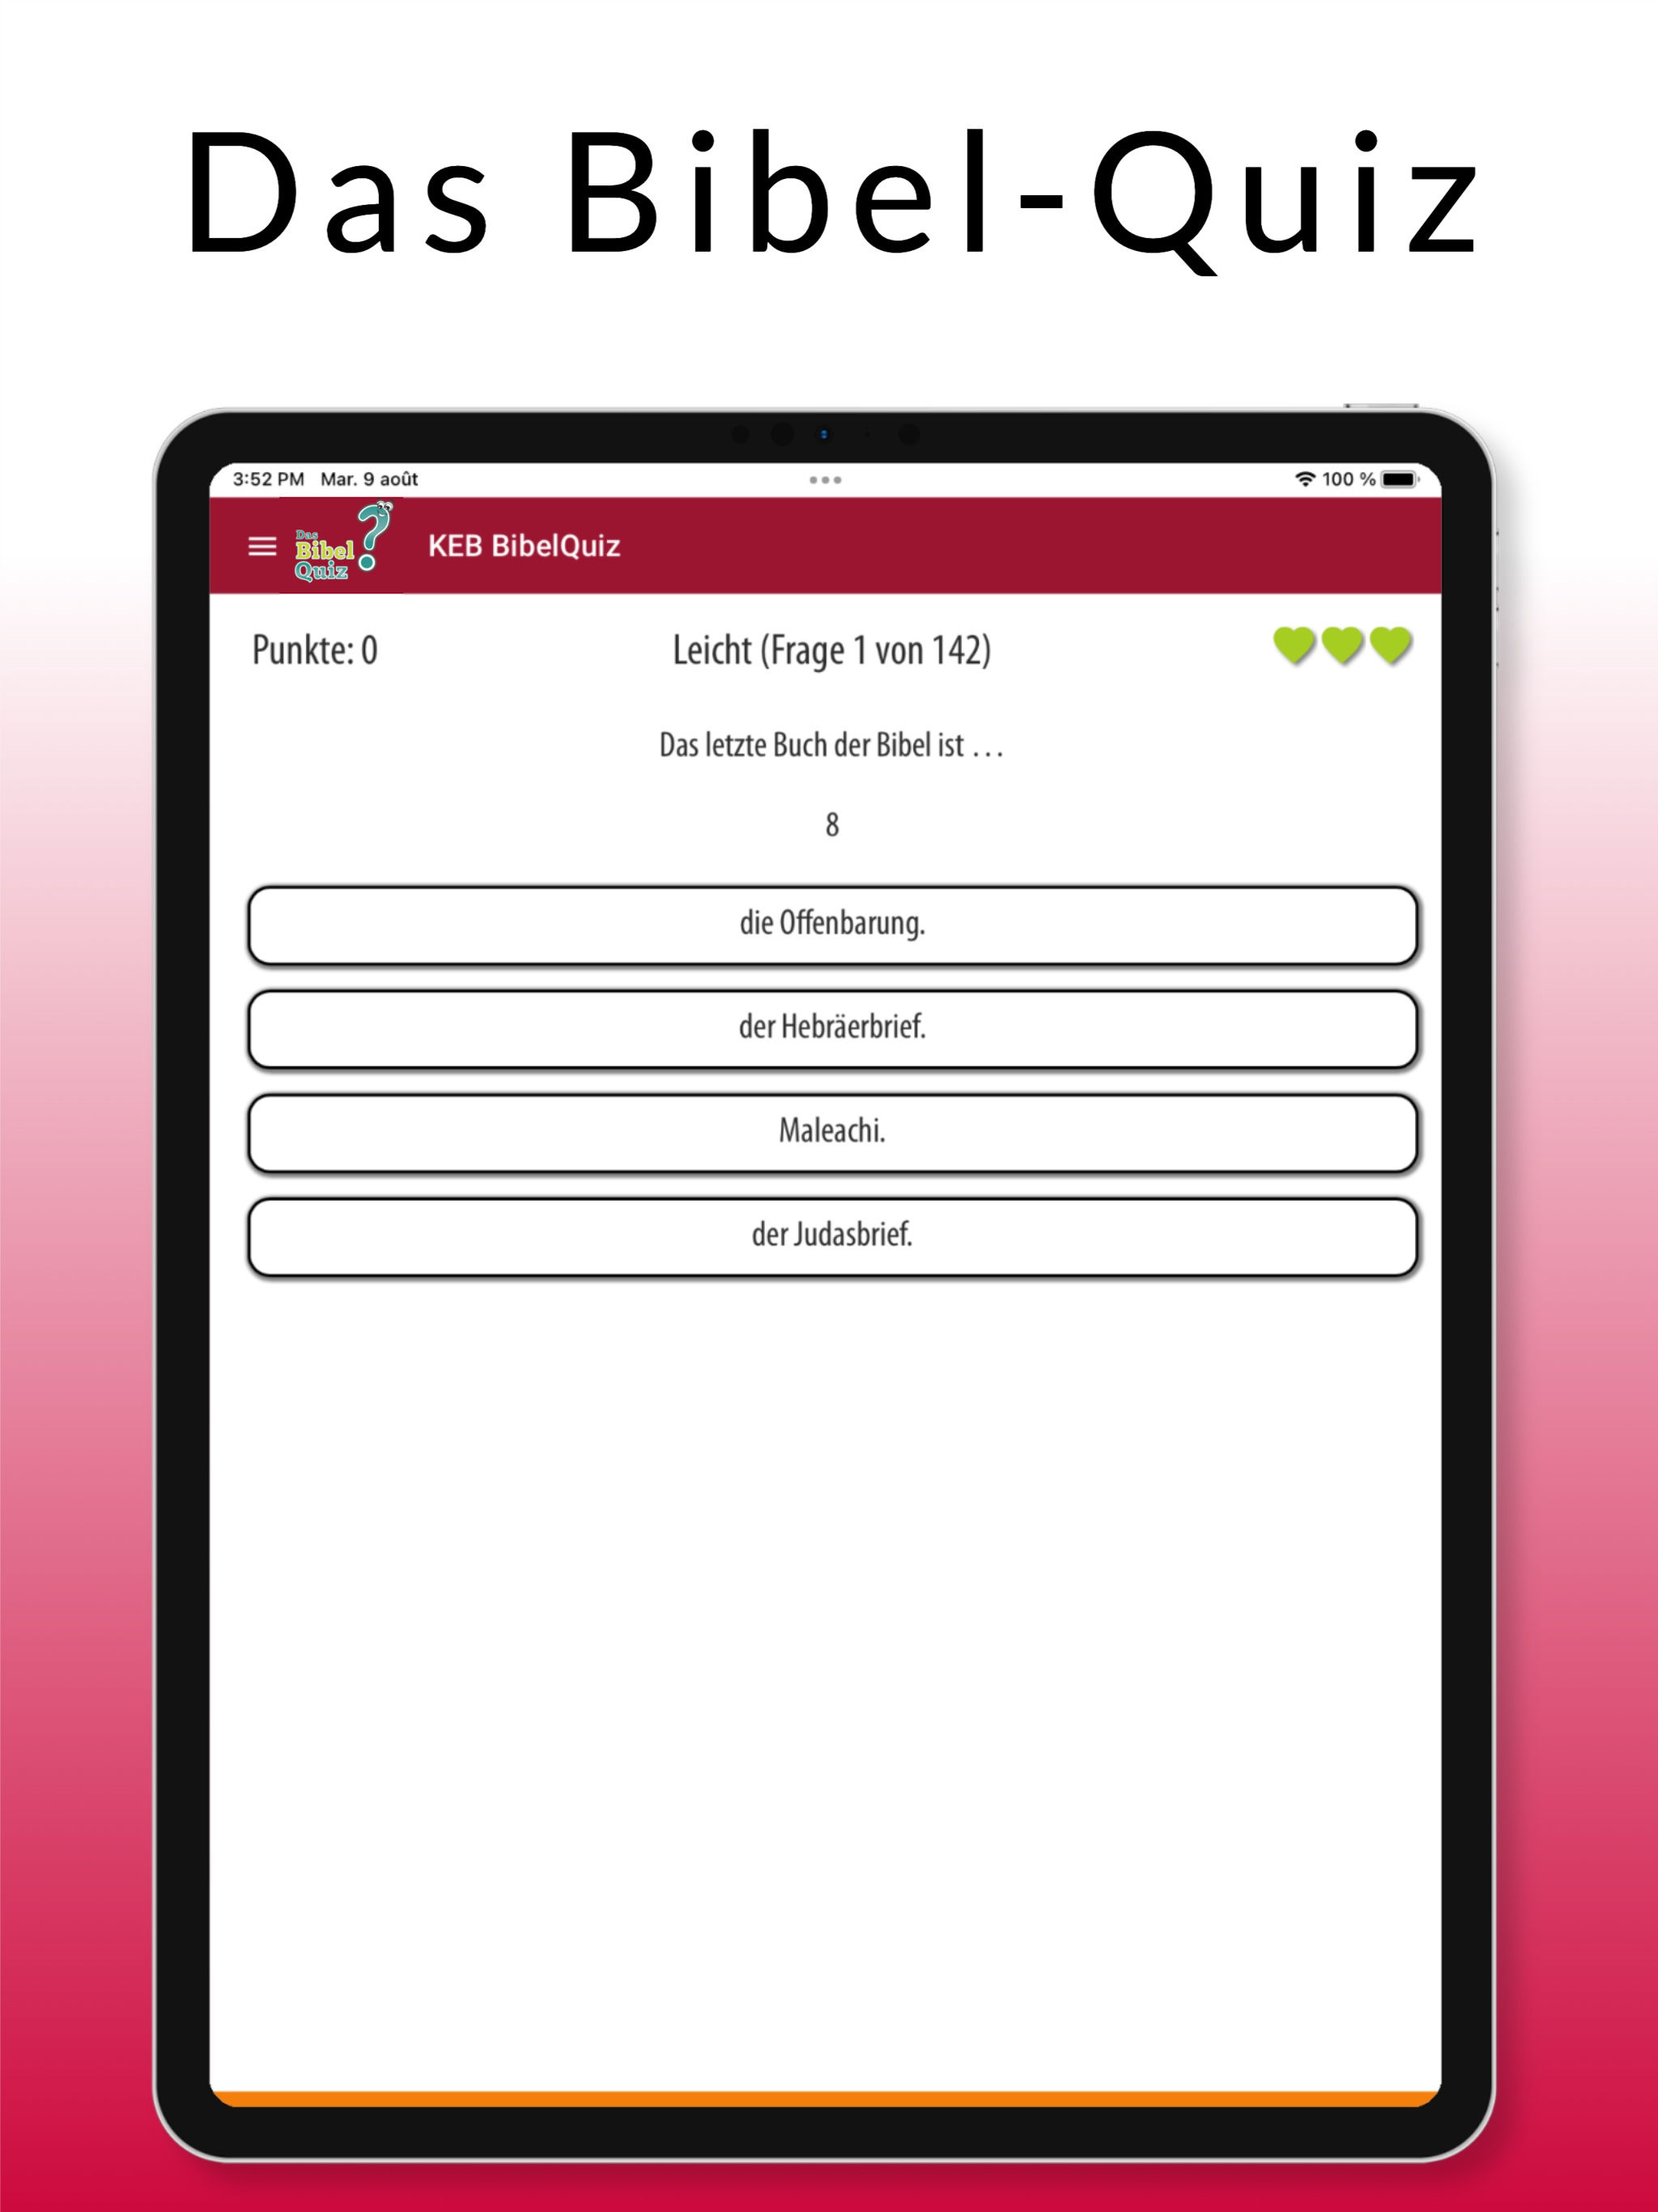 Das Bibel-Quiz
3:52 PM Mar. 9 août
100 %
Das
Bibel
Quiz
?
KEB BibelQuiz
Punkte: 0
Leicht (Frage 1 von 142)
Das letzte Buch der Bibel ist …
8
die Offenbarung.
der Hebräerbrief.
Maleachi.
der Judasbrief.